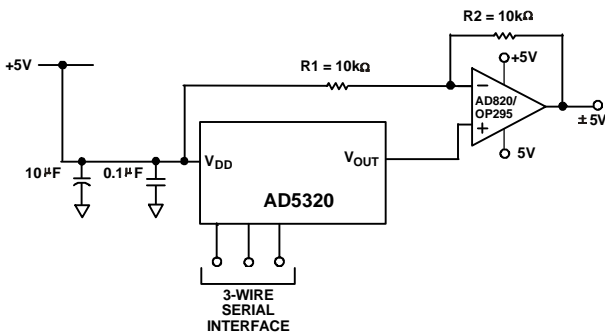 R2 = 10kΩ
+5V
R1 = 10kΩ
+5V
−
AD820/
OP295
+
±5V
5V
10µF
0.1µF
VDD
VOUT
AD5320
3-WIRE
SERIAL
INTERFACE